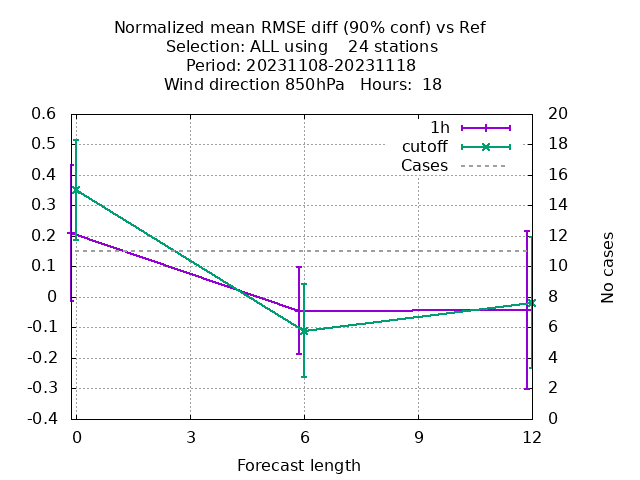 Normalized mean RMSE diff (90% conf) vs Ref
Selection: ALL using    24 stations
Period: 20231108-20231118
Wind direction 850hPa   Hours:  18
0.6
0.5
0.4
0.3
0.2
0.1
0
-0.1
-0.2
-0.3
-0.4
1h
cutoff
Cases
20
18
16
14
12
10
8
6
4
2
0
No cases
0 3 6 9 12
Forecast length